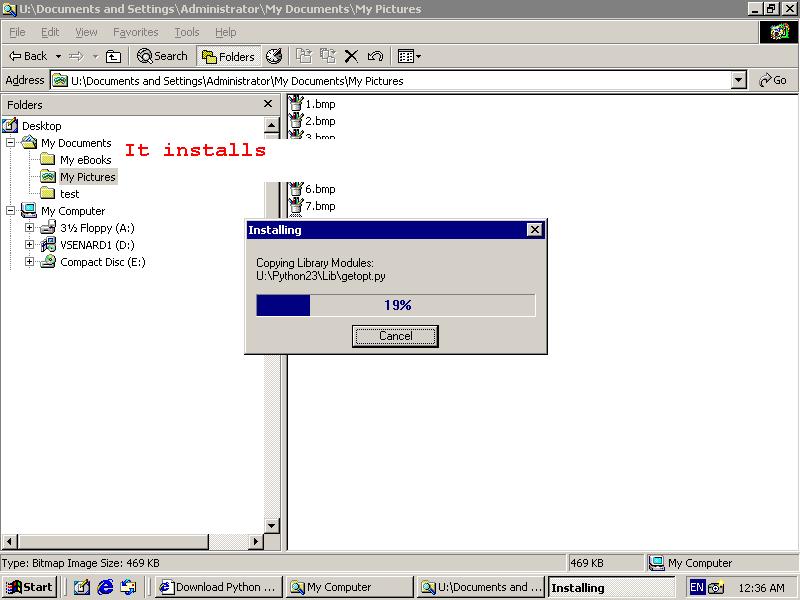 U:\Documents and Settings\Administrator\My Documents\My Pictures
File Edit View Favorites Tools Help
Back Search Folders
Address U:\Documents and Settings\Administrator\My Documents\My Pictures Go
Folders
Desktop
My Documents
My eBooks
My Pictures
test
My Computer
3½ Floppy (A:)
VSENARD1 (D:)
Compact Disc (E:)
It installs
1.bmp
2.bmp
3.bmp
6.bmp
7.bmp
Installing
Copying Library Modules:
U:\Python23\Lib\getopt.py
19%
Cancel
Type: Bitmap Image Size: 469 KB 469 KB My Computer
Start Download Python ... My Computer U:\Documents and ... Installing EN 12:36 AM